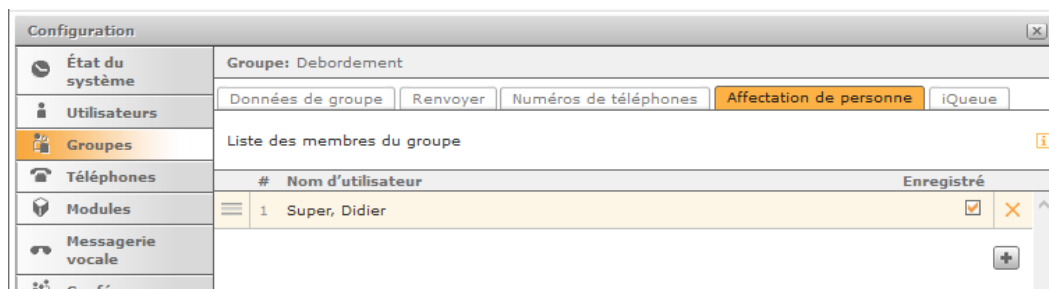 Configuration
État du
système
Utilisateurs
Groupes
Téléphones
Modules
Messagerie
vocale
Groupe: Debordement
Données de groupe Renvoyer Numéros de téléphones Affectation de personne iQueue
Liste des membres du groupe
# Nom d'utilisateur Enregistré
1 Super, Didier